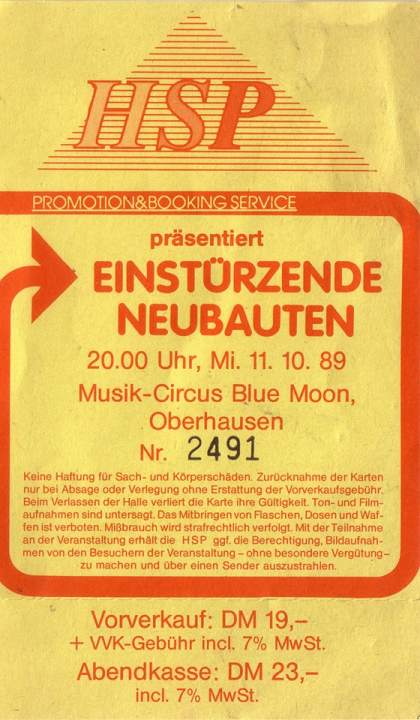 HSP
PROMOTION&BOOKING SERVICE
präsentiert
EINSTÜRZENDE
NEUBAUTEN
20.00 Uhr, Mi. 11. 10. 89
Musik-Circus Blue Moon,
Oberhausen
Nr. 2491
Keine Haftung für Sach- und Körperschäden. Zurücknahme der Karten
nur bei Absage oder Verlegung ohne Erstattung der Vorverkaufsgebühr.
Beim Verlassen der Halle verliert die Karte ihre Gültigkeit. Ton- und Film-
aufnahmen sind untersagt. Das Mitbringen von Flaschen, Dosen und Waf-
fen ist verboten. Mißbrauch wird strafrechtlich verfolgt. Mit der Teilnahme
an der Veranstaltung erhält die HSP ggf. die Berechtigung, Bildaufnah-
men von den Besuchern der Veranstaltung – ohne besondere Vergütung –
zu machen und über einen Sender auszustrahlen.
Vorverkauf: DM 19,–
+ VVK-Gebühr incl. 7% MwSt.
Abendkasse: DM 23,–
incl. 7% MwSt.